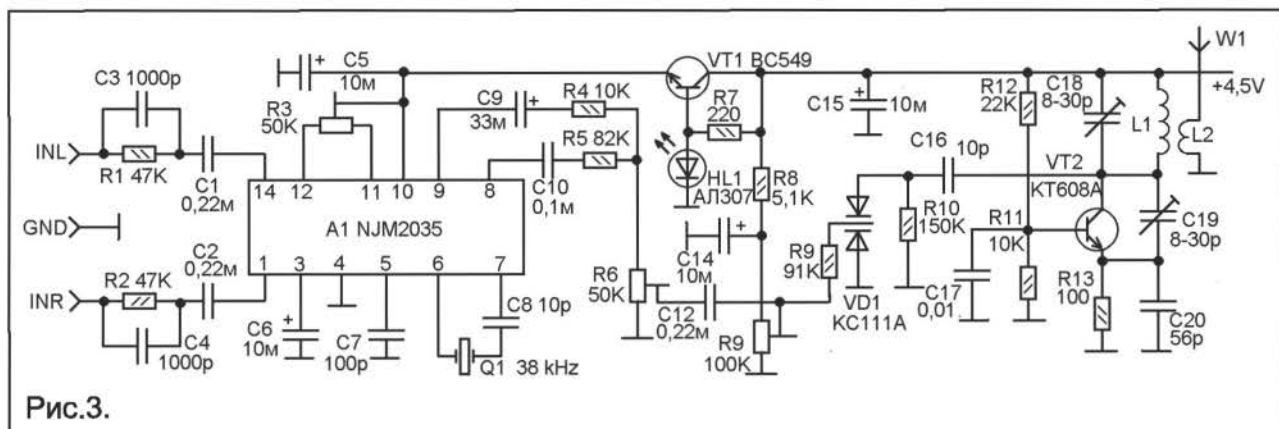 C3 1000p
R1 47K
INL
C1
0,22м
GND
C2
0,22м
R2 47K
INR
C4
1000p
C5
10м
+
R3
50K
14
12
11
10
9
8
A1 NJM2035
1
3
4
5
6
7
C6
10м
+
C7
100p
C8 10p
Q1 38 kHz
C9
33м
+
R4 10K
R5 82K
C10
0,1м
R6
50K
C12
0,22м
VT1 BC549
R7
220
HL1
АЛ307
R8
5,1K
C14
10м
+
R9
100K
R9
91K
VD1
KC111A
C15
10м
+
R10
150K
C16
10p
R12
22K
C18
8-30p
VT2
КТ608А
R11
10K
C17
0,01
R13
100
C19
8-30p
C20
56p
L1
L2
W1
+4,5V
Рис.3.